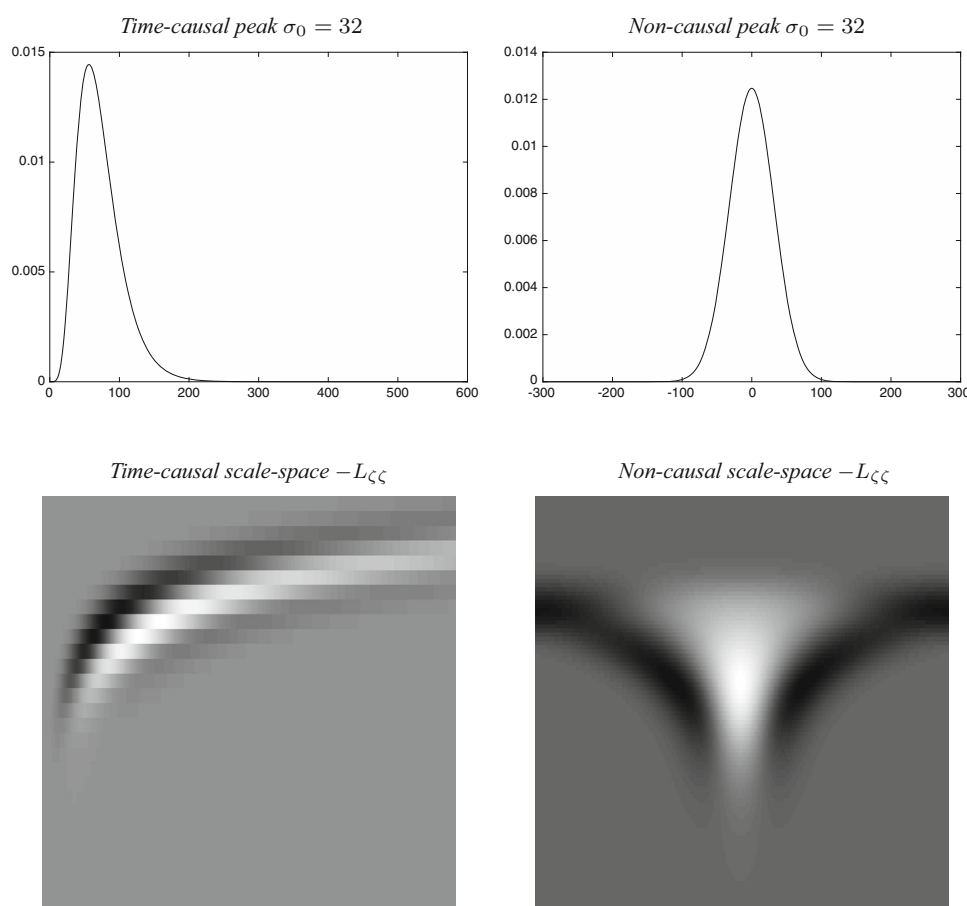 Time-causal peak σ₀ = 32
0.015
0.01
0.005
0
0 100 200 300 400 500 600
Non-causal peak σ₀ = 32
0.014
0.012
0.01
0.008
0.006
0.004
0.002
0
-300 -200 -100 0 100 200 300
Time-causal scale-space −Lζζ
Non-causal scale-space −Lζζ